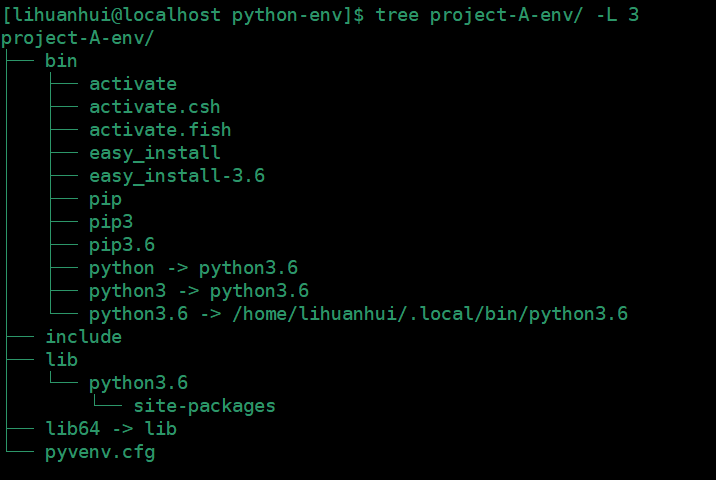 [lihuanhui@localhost python-env]$ tree project-A-env/ -L 3
project-A-env/
├── bin
│   ├── activate
│   ├── activate.csh
│   ├── activate.fish
│   ├── easy_install
│   ├── easy_install-3.6
│   ├── pip
│   ├── pip3
│   ├── pip3.6
│   ├── python -> python3.6
│   ├── python3 -> python3.6
│   └── python3.6 -> /home/lihuanhui/.local/bin/python3.6
├── include
├── lib
│   └── python3.6
│       └── site-packages
├── lib64 -> lib
└── pyvenv.cfg